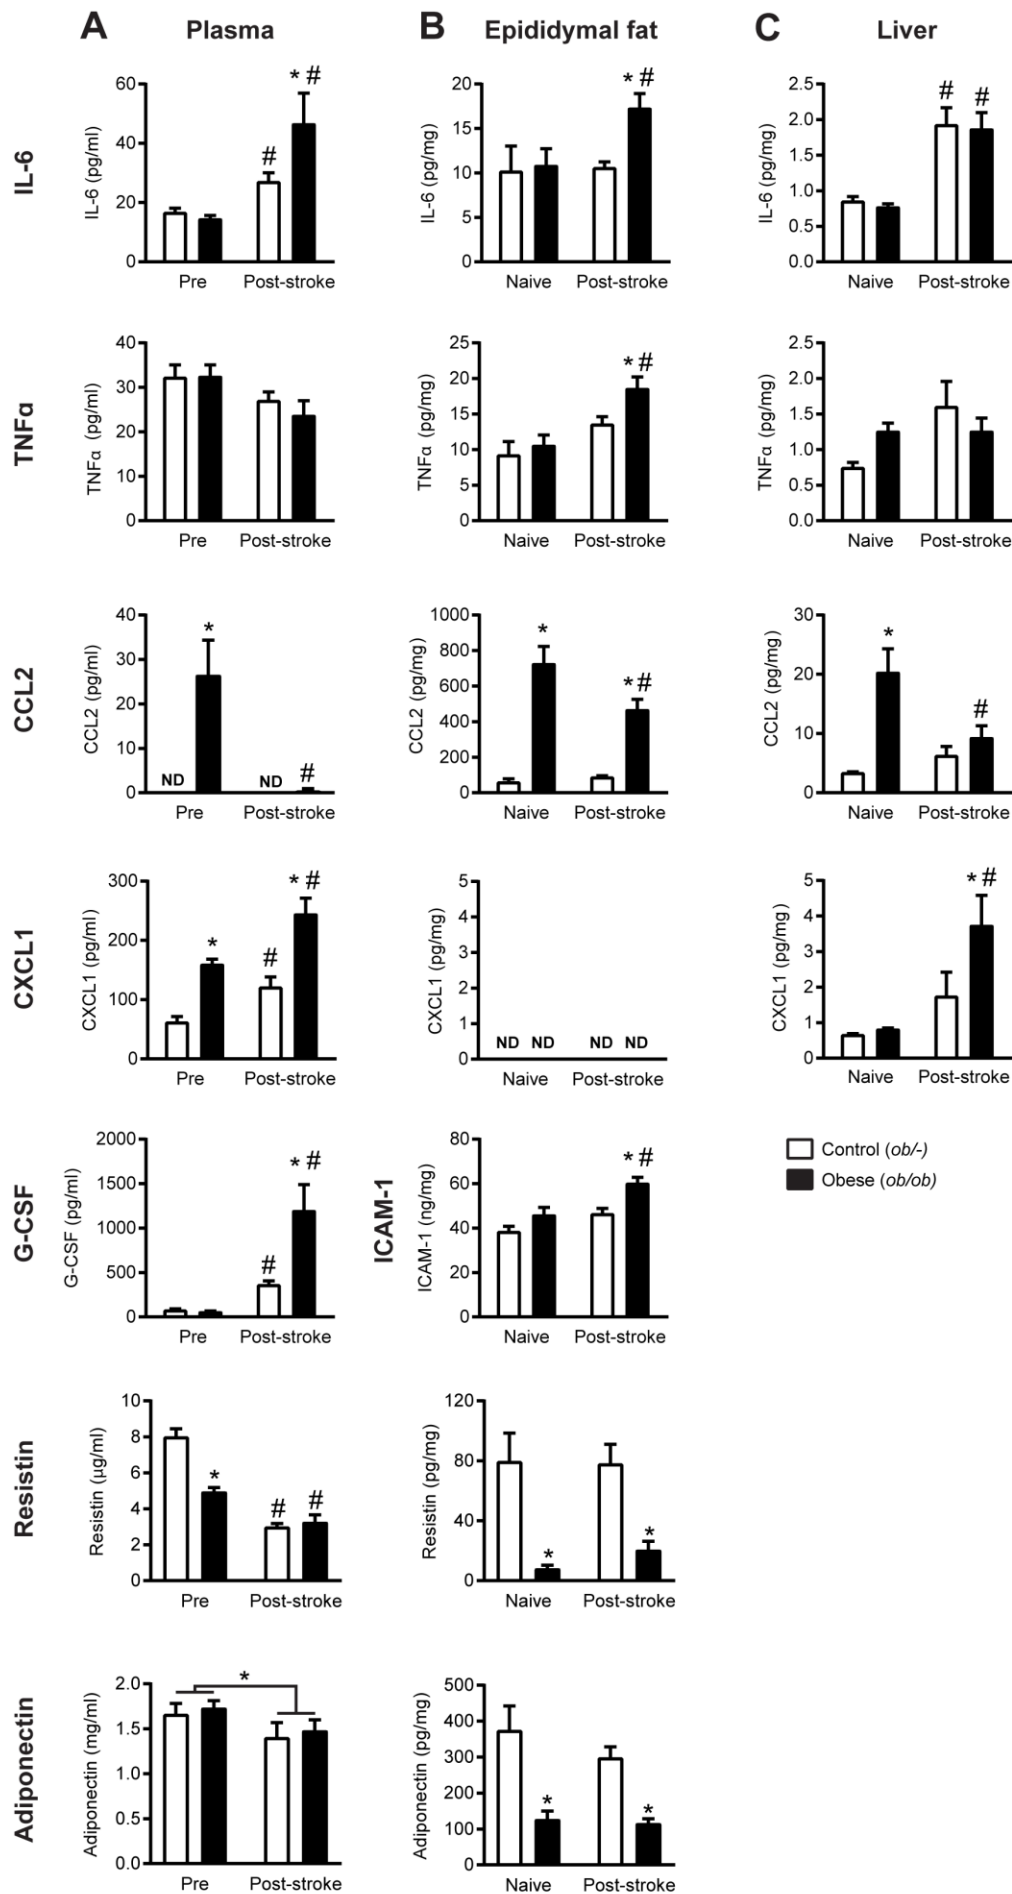 A Plasma B Epididymal fat C Liver
IL-6
IL-6 (pg/ml)
60
40
20
0
* #
#
Pre Post-stroke
IL-6 (pg/mg)
20
15
10
5
0
* #
Naive Post-stroke
IL-6 (pg/mg)
2.5
2.0
1.5
1.0
0.5
0.0
# #
Naive Post-stroke
TNFα
TNFα (pg/ml)
40
30
20
10
0
Pre Post-stroke
TNFα (pg/mg)
25
20
15
10
5
0
* #
Naive Post-stroke
TNFα (pg/mg)
2.5
2.0
1.5
1.0
0.5
0.0
Naive Post-stroke
CCL2
CCL2 (pg/ml)
40
30
20
10
0
*
ND ND #
Pre Post-stroke
CCL2 (pg/mg)
1000
800
600
400
200
0
*
* #
Naive Post-stroke
CCL2 (pg/mg)
30
20
10
0
*
#
Naive Post-stroke
CXCL1
CXCL1 (pg/ml)
300
200
100
0
* #
* #
Pre Post-stroke
CXCL1 (pg/mg)
5
4
3
2
1
0
ND ND ND ND
Naive Post-stroke
CXCL1 (pg/mg)
5
4
3
2
1
0
* #
Naive Post-stroke
G-CSF
G-CSF (pg/ml)
2000
1500
1000
500
0
* #
#
Pre Post-stroke
ICAM-1
ICAM-1 (ng/mg)
80
60
40
20
0
* #
Naive Post-stroke
Control (ob/-)
Obese (ob/ob)
Resistin
Resistin (µg/ml)
10
8
6
4
2
0
*
# #
Pre Post-stroke
Resistin (pg/mg)
120
80
40
0
* *
Naive Post-stroke
Adiponectin
Adiponectin (mg/ml)
2.0
1.5
1.0
0.5
0.0
*
Pre Post-stroke
Adiponectin (pg/mg)
500
400
300
200
100
0
* *
Naive Post-stroke